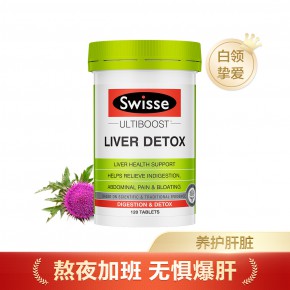 白领
挚爱
Swisse
ULTIBOOST
LIVER DETOX
LIVER HEALTH SUPPORT
HELPS RELIEVE INDIGESTION,
ABDOMINAL PAIN & BLOATING
DIGESTION & DETOX
120 TABLETS
养护肝脏
熬夜加班 无惧爆肝